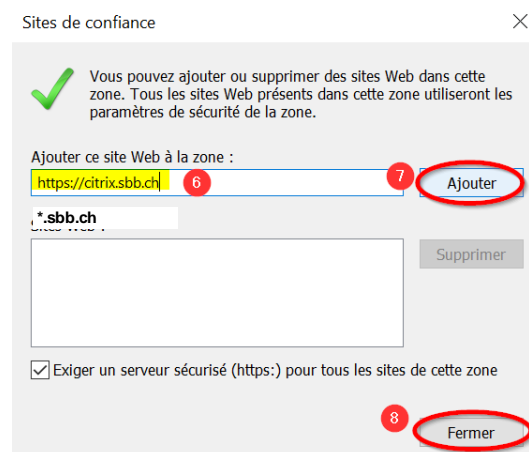 Sites de confiance
Vous pouvez ajouter ou supprimer des sites Web dans cette
zone. Tous les sites Web présents dans cette zone utiliseront les
paramètres de sécurité de la zone.
Ajouter ce site Web à la zone :
https://citrix.sbb.ch 6 7 Ajouter
*.sbb.ch
Sites Web :
Supprimer
Exiger un serveur sécurisé (https:) pour tous les sites de cette zone
8
Fermer